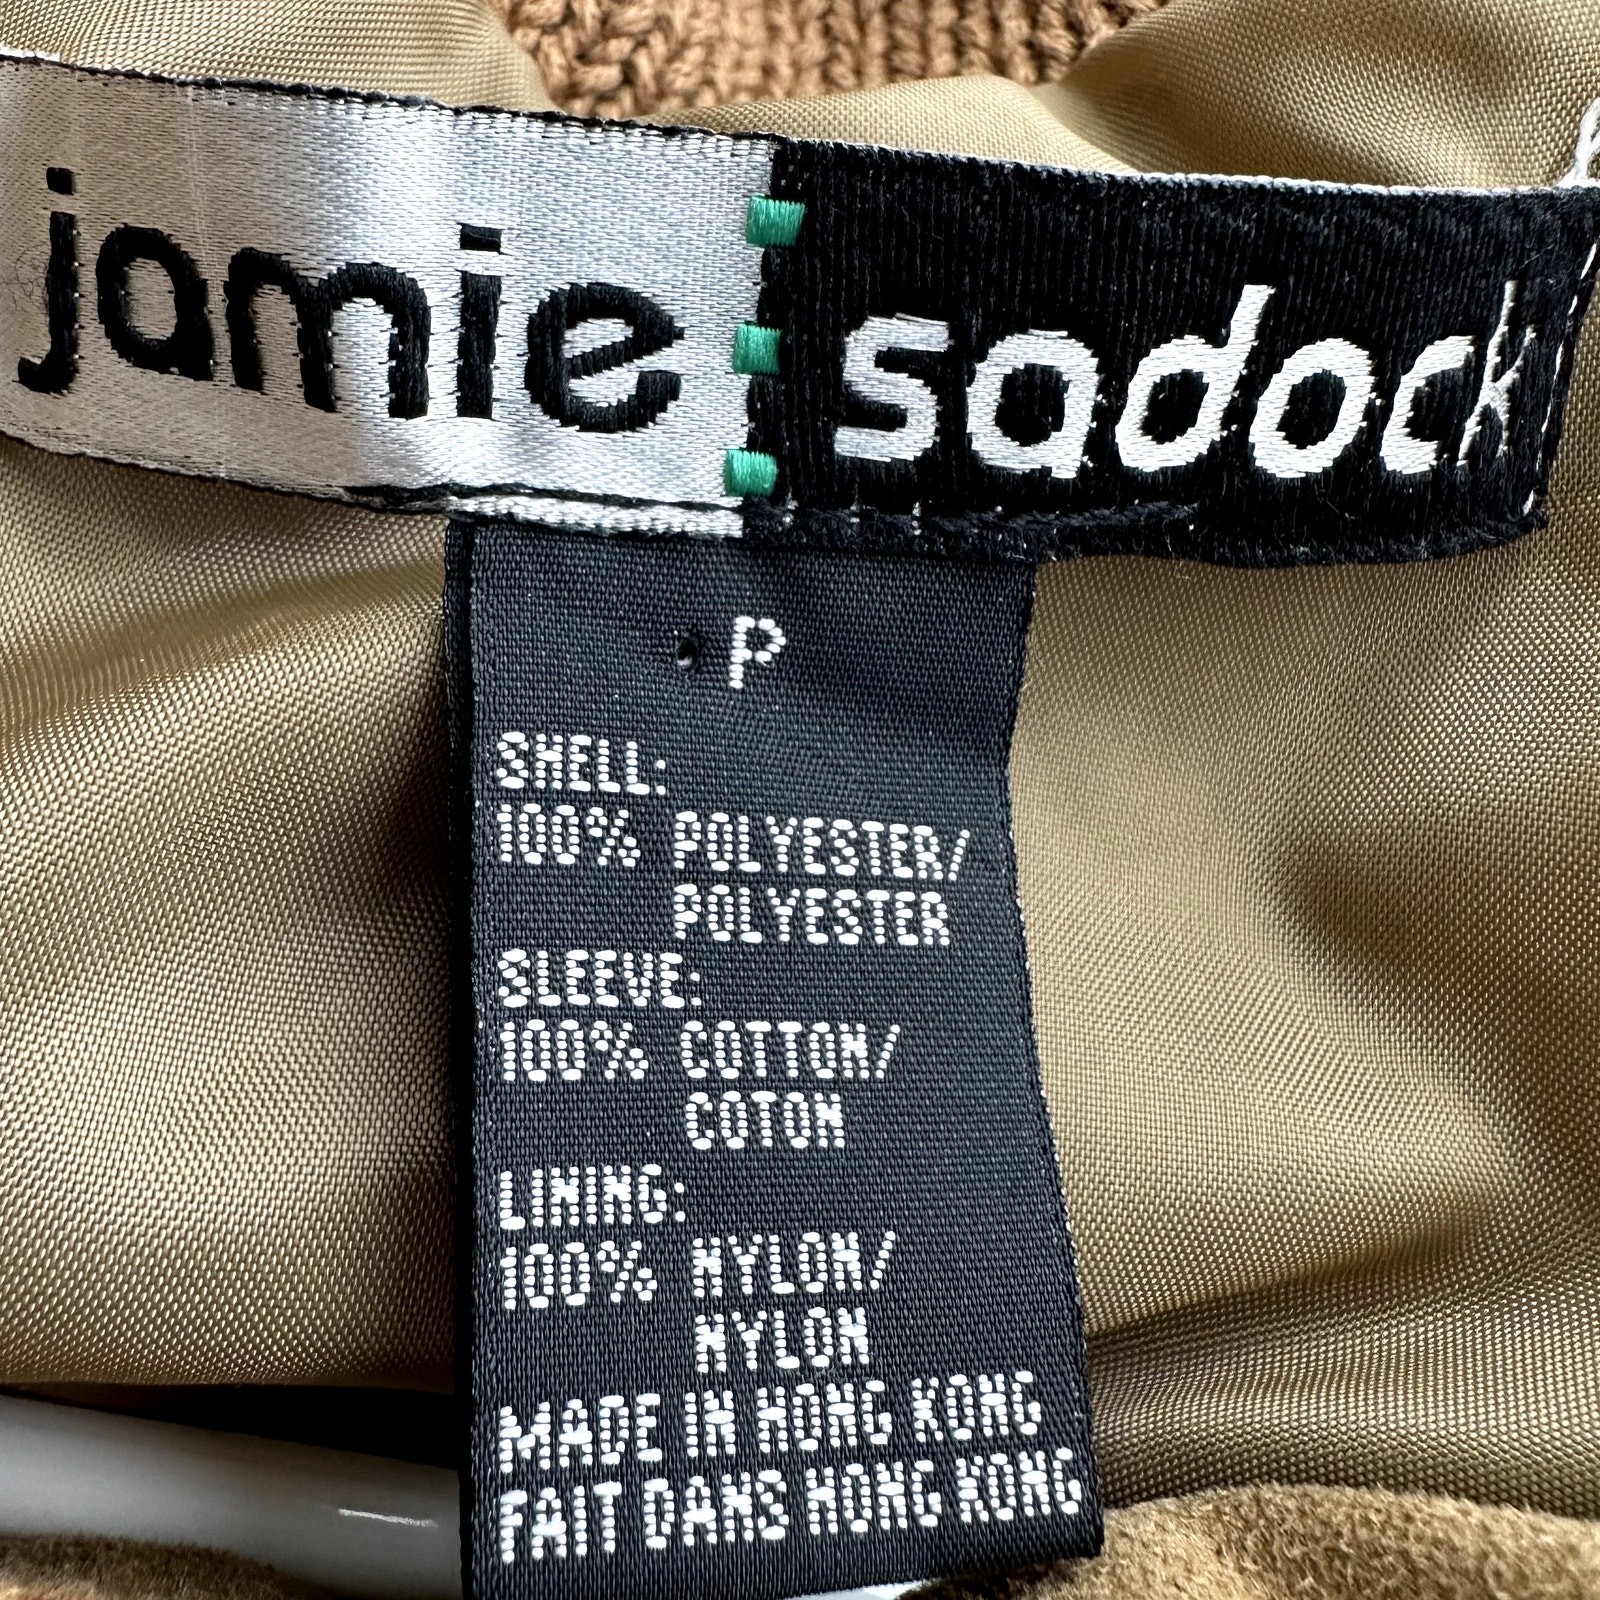 jamie sadock
P
SHELL:
100% POLYESTER/
POLYESTER
SLEEVE:
100% COTTON/
COTON
LINING:
100% NYLON/
NYLON
MADE IN HONG KONG
FAIT DANS HONG KONG